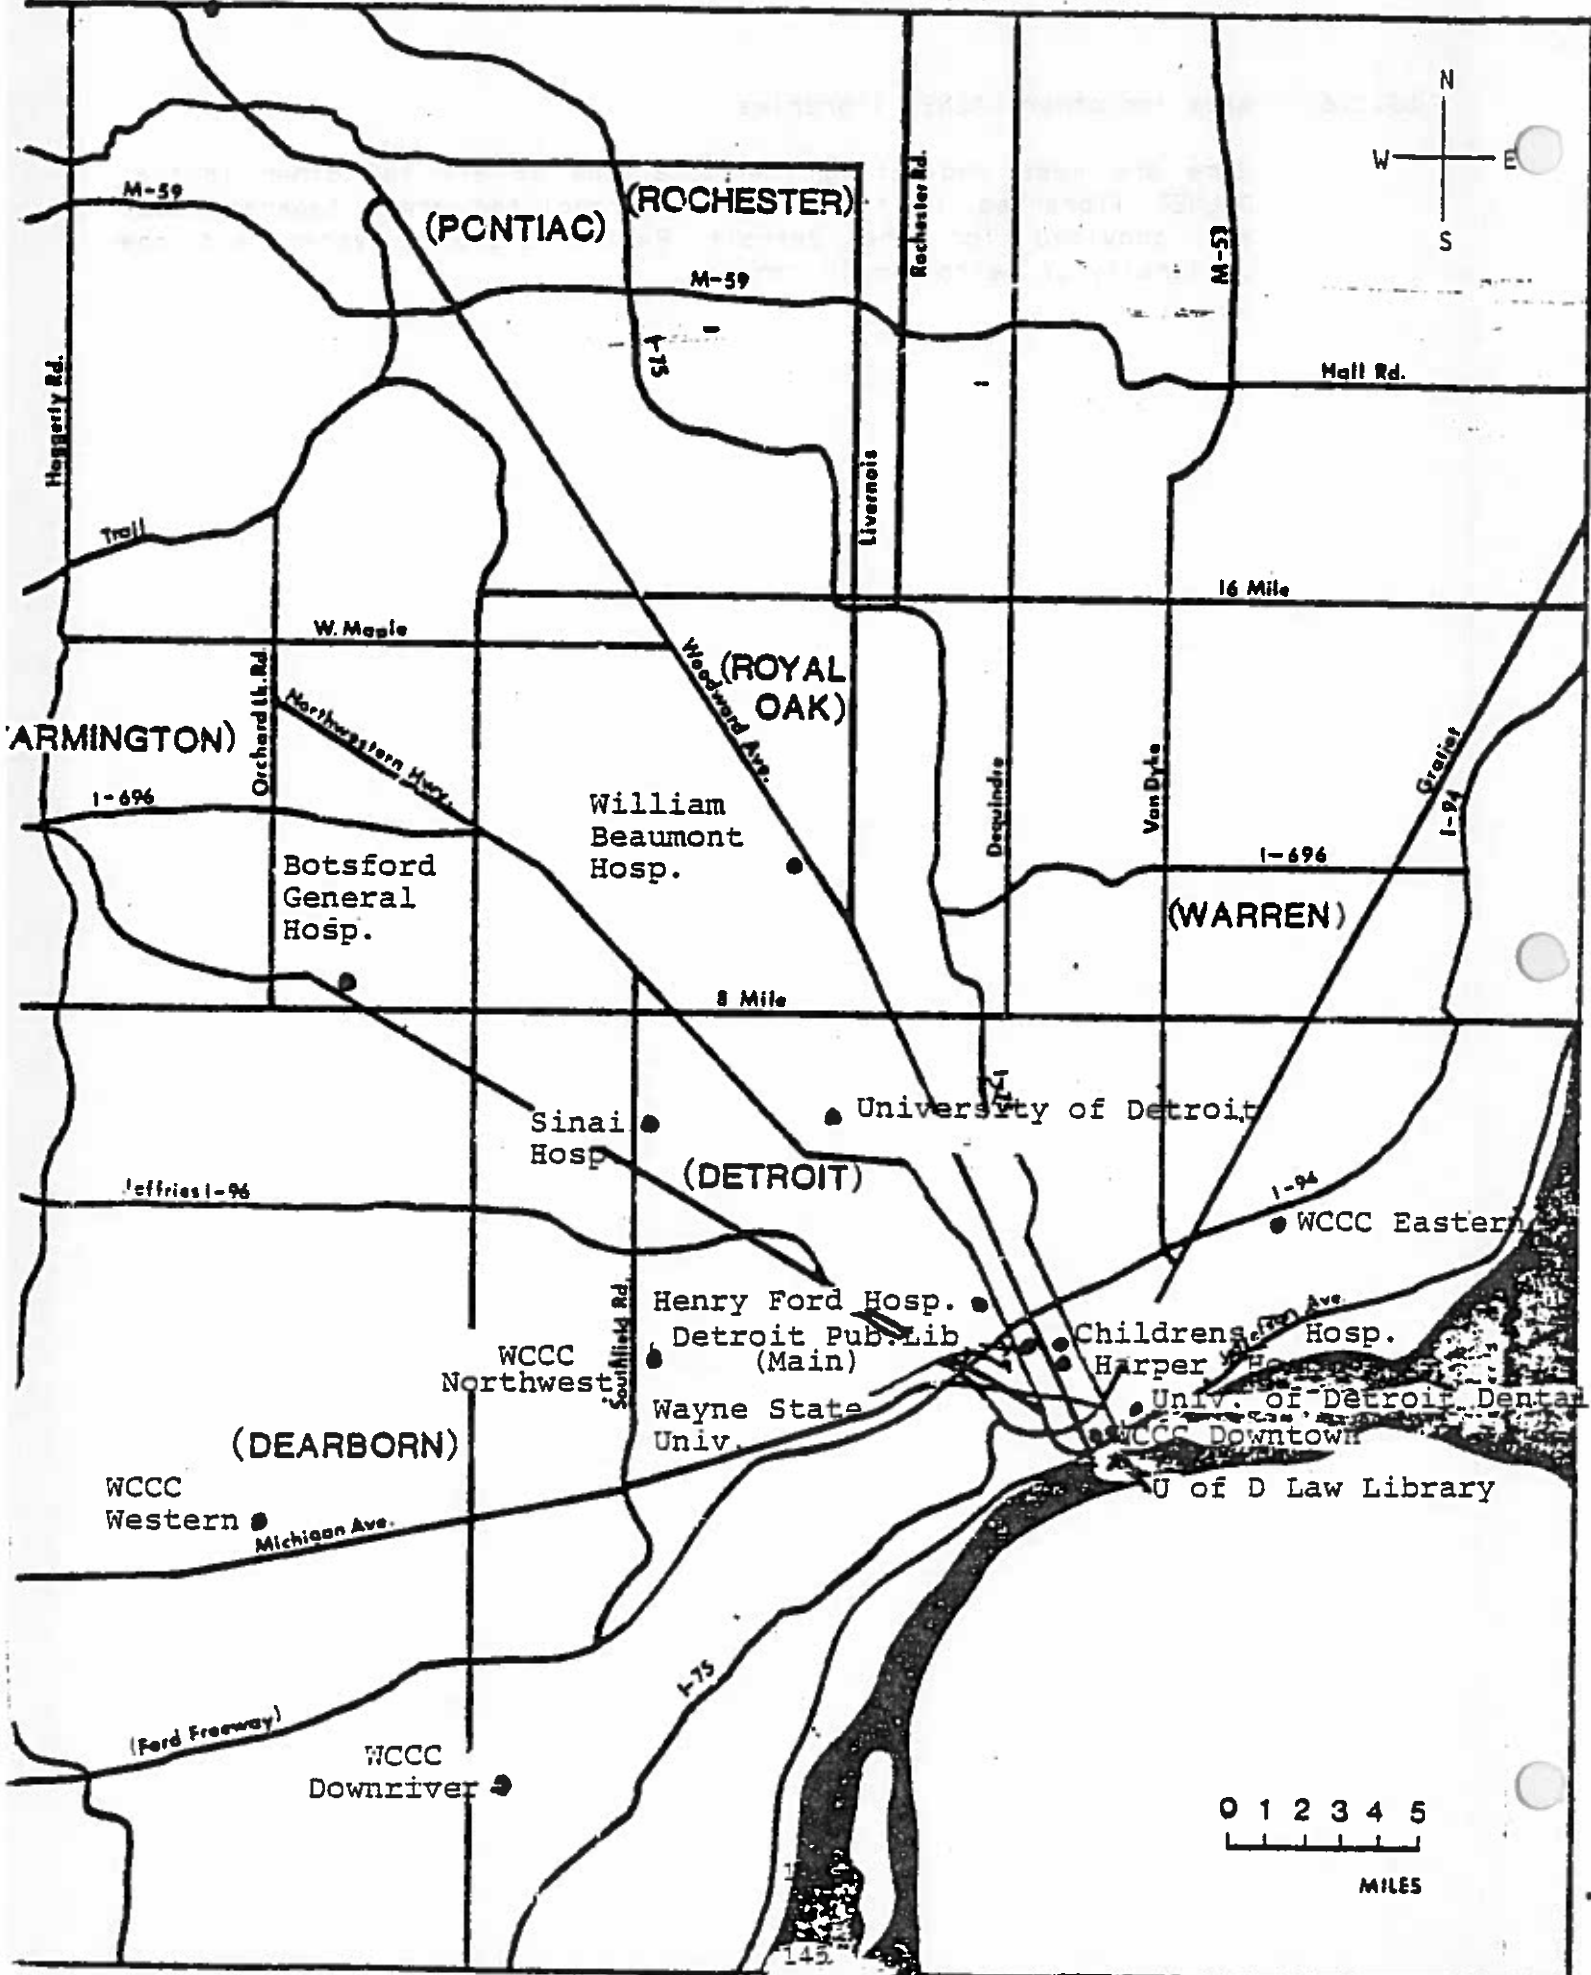 N
W E
S
M-59
(PONTIAC)
(ROCHESTER)
Rochester Rd.
M-53
M-59
I-75
Haggerly Rd.
Hall Rd.
Livernois
Trail
16 Mile
W. Maple
Orchard Lk. Rd.
Woodward Ave.
(ROYAL
OAK)
Northwestern Hwy.
ARMINGTON)
I-696
William
Beaumont
Hosp.
Dequindre
Van Dyke
Gratiot
I-94
I-696
Botsford
General
Hosp.
(WARREN)
8 Mile
University of Detroit
Sinai
Hosp
(DETROIT)
Jeffries I-96
I-94
WCCC Eastern
Southfield Rd.
Henry Ford Hosp.
Detroit Pub. Lib
(Main)
Ave.
Childrens Hosp.
Harper
WCCC
Northwest
Wayne State
Univ.
Univ. of Detroit Dental
WCCC Downtown
U of D Law Library
(DEARBORN)
WCCC
Western
Michigan Ave.
I-75
(Ford Freeway)
WCCC
Downriver
0 1 2 3 4 5
MILES
145